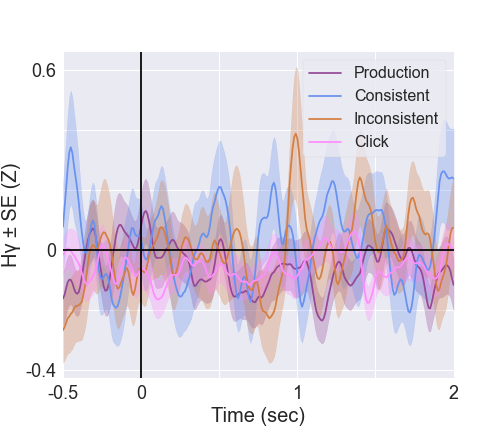 Production
Consistent
Inconsistent
Click
0.6
0
-0.4
Hγ ± SE (Z)
-0.5
0
1
2
Time (sec)